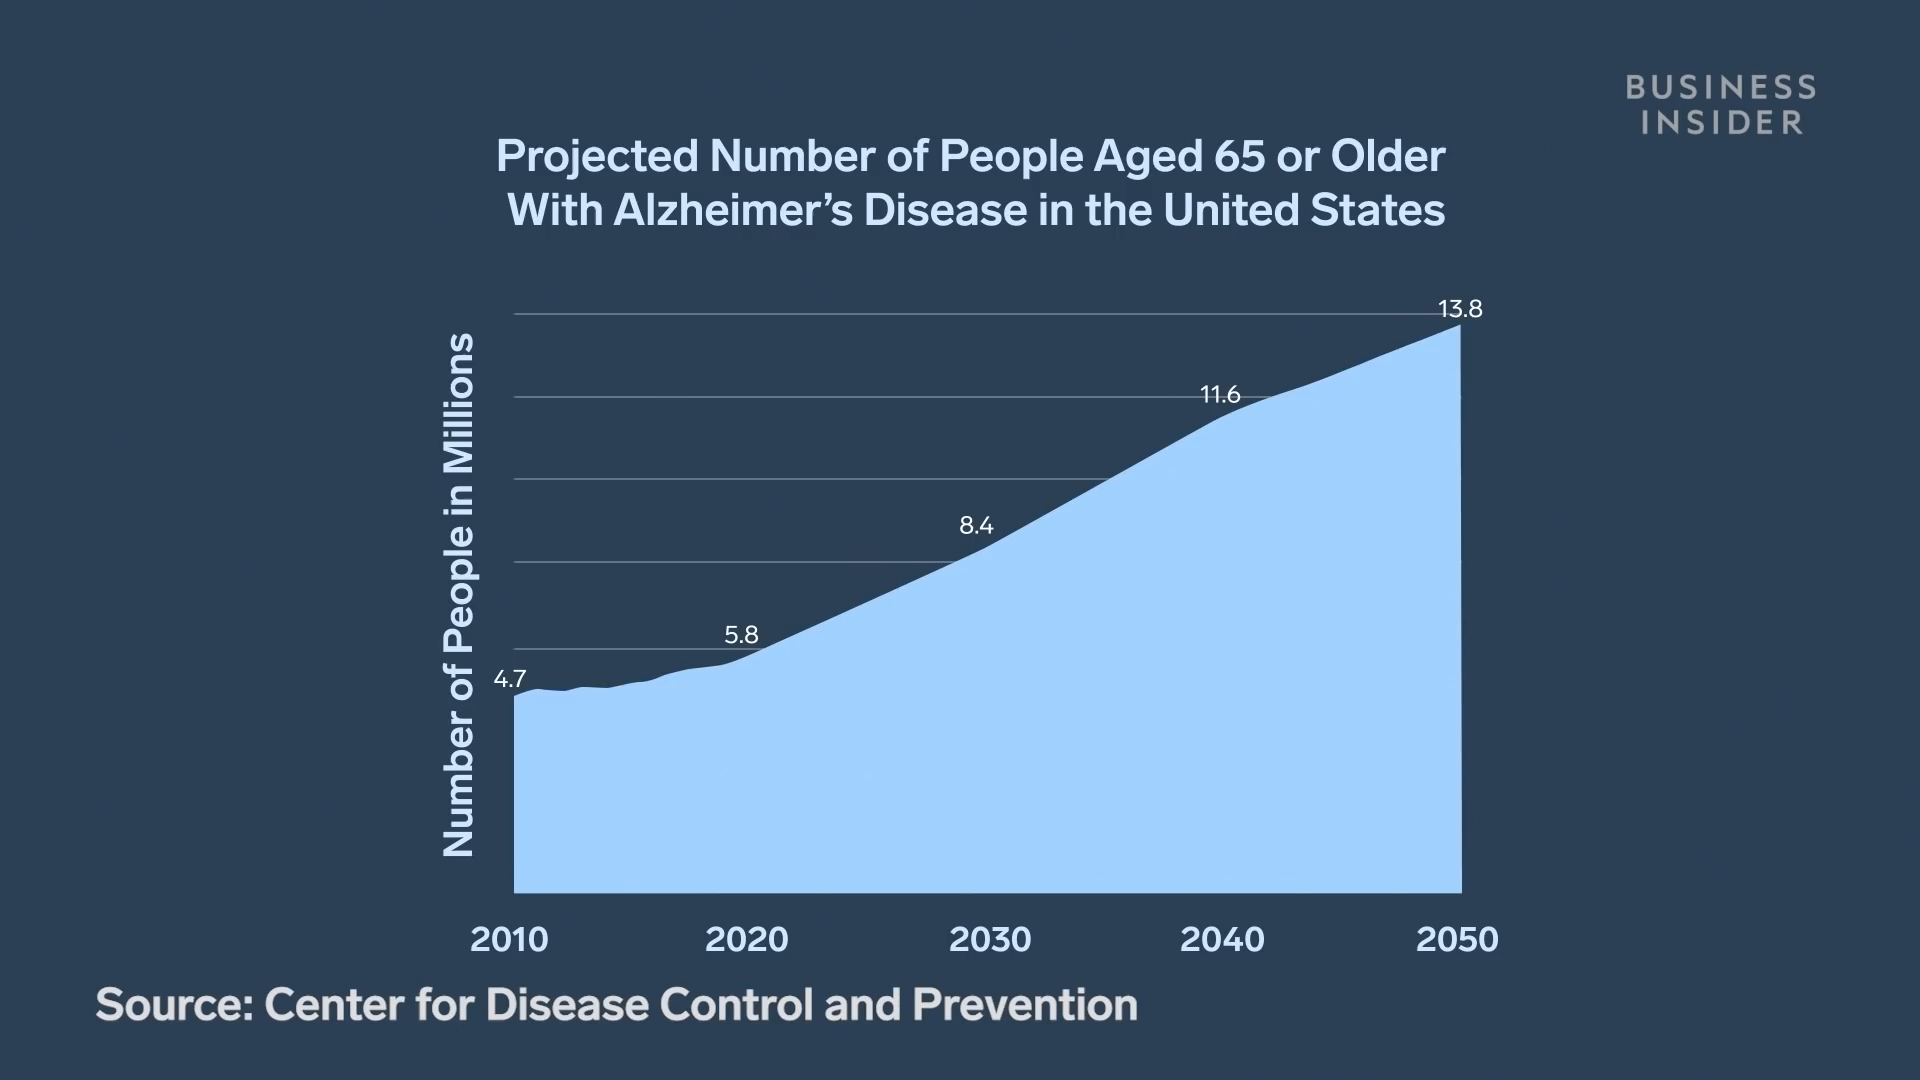 BUSINESS
INSIDER
Projected Number of People Aged 65 or Older
With Alzheimer’s Disease in the United States
Number of People in Millions
13.8
11.6
8.4
5.8
4.7
2010 2020 2030 2040 2050
Source: Center for Disease Control and Prevention